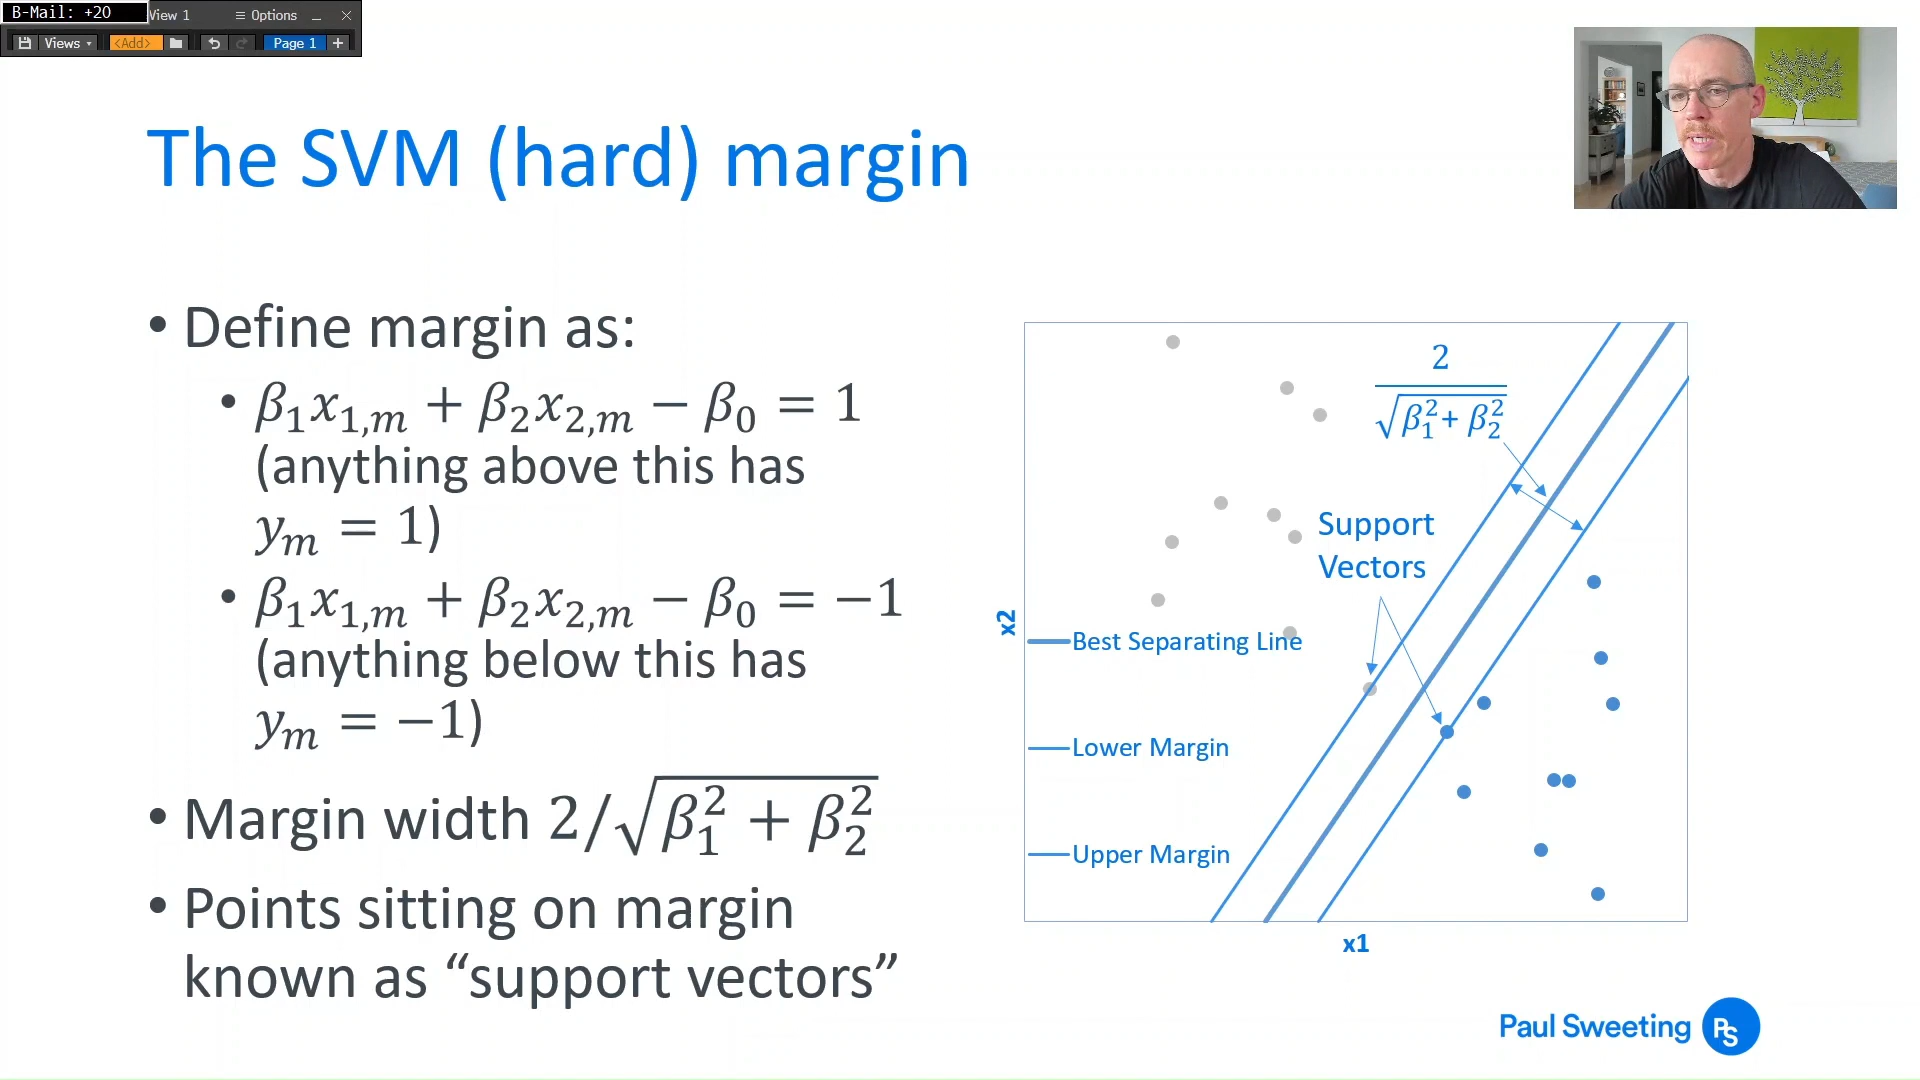 B-Mail: +20
View 1
Options
Views
<Add>
Page 1
+
The SVM (hard) margin
• Define margin as:
• β₁x₁,ₘ + β₂x₂,ₘ − β₀ = 1
(anything above this has
yₘ = 1)
• β₁x₁,ₘ + β₂x₂,ₘ − β₀ = −1
(anything below this has
yₘ = −1)
• Margin width 2/√(β₁² + β₂²)
• Points sitting on margin
known as “support vectors”
2
√(β₁² + β₂²)
Support
Vectors
x2
Best Separating Line
Lower Margin
Upper Margin
x1
Paul Sweeting PS